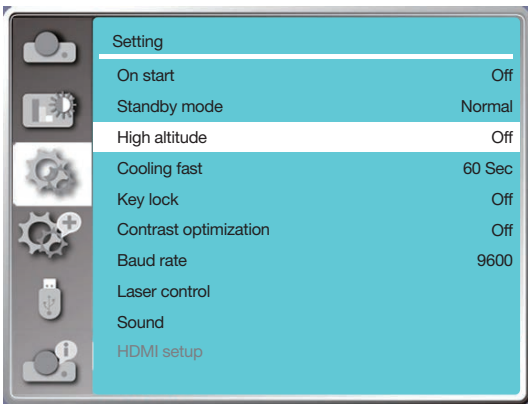 Setting
On start Off
Standby mode Normal
High altitude Off
Cooling fast 60 Sec
Key lock Off
Contrast optimization Off
Baud rate 9600
Laser control
Sound
HDMI setup